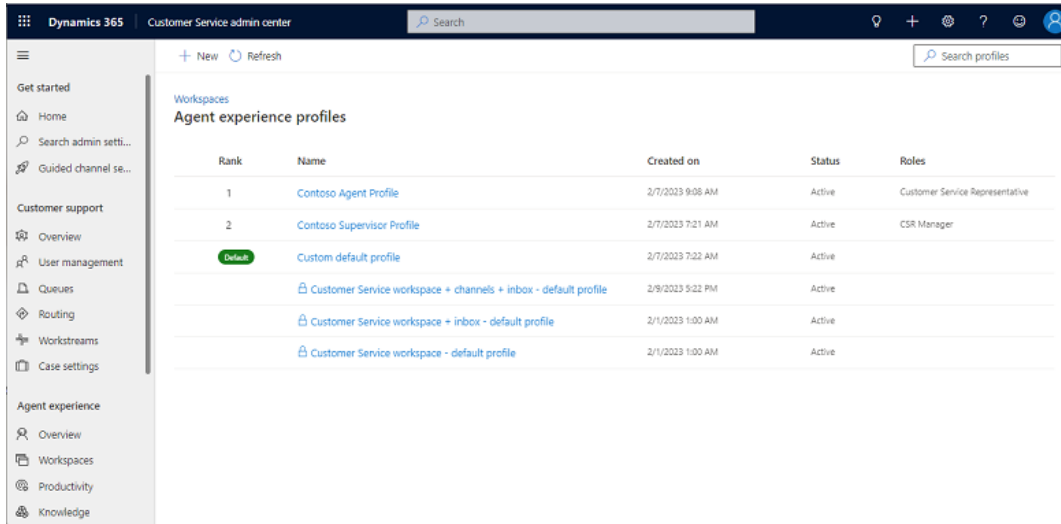 Dynamics 365 Customer Service admin center Search
New Refresh Search profiles
Get started
Home
Search admin setti...
Guided channel se...
Customer support
Overview
User management
Queues
Routing
Workstreams
Case settings
Agent experience
Overview
Workspaces
Productivity
Knowledge
Workspaces
Agent experience profiles
Rank Name Created on Status Roles
1 Contoso Agent Profile 2/7/2023 9:08 AM Active Customer Service Representative
2 Contoso Supervisor Profile 2/7/2023 7:21 AM Active CSR Manager
Default Custom default profile 2/7/2023 7:22 AM Active
Customer Service workspace + channels + inbox - default profile 2/9/2023 5:22 PM Active
Customer Service workspace + inbox - default profile 2/1/2023 1:00 AM Active
Customer Service workspace - default profile 2/1/2023 1:00 AM Active